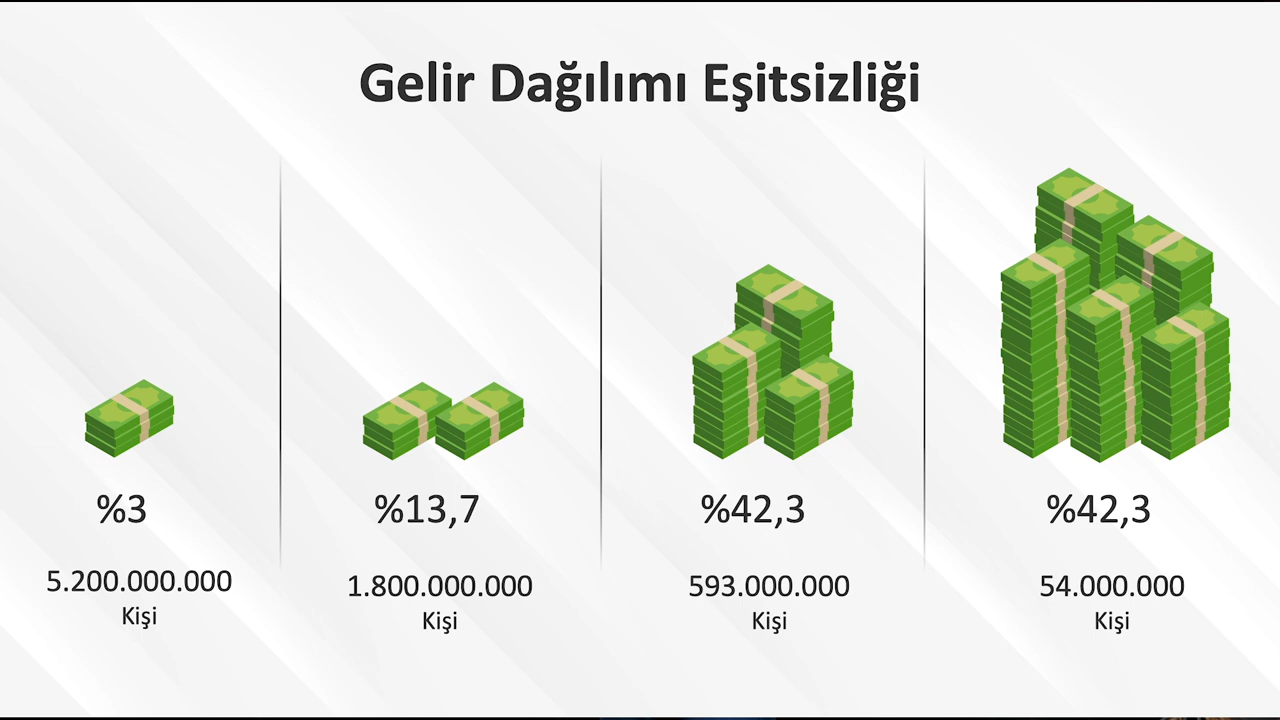 Gelir Dağılımı Eşitsizliği
%3
5.200.000.000
Kişi
%13,7
1.800.000.000
Kişi
%42,3
593.000.000
Kişi
%42,3
54.000.000
Kişi